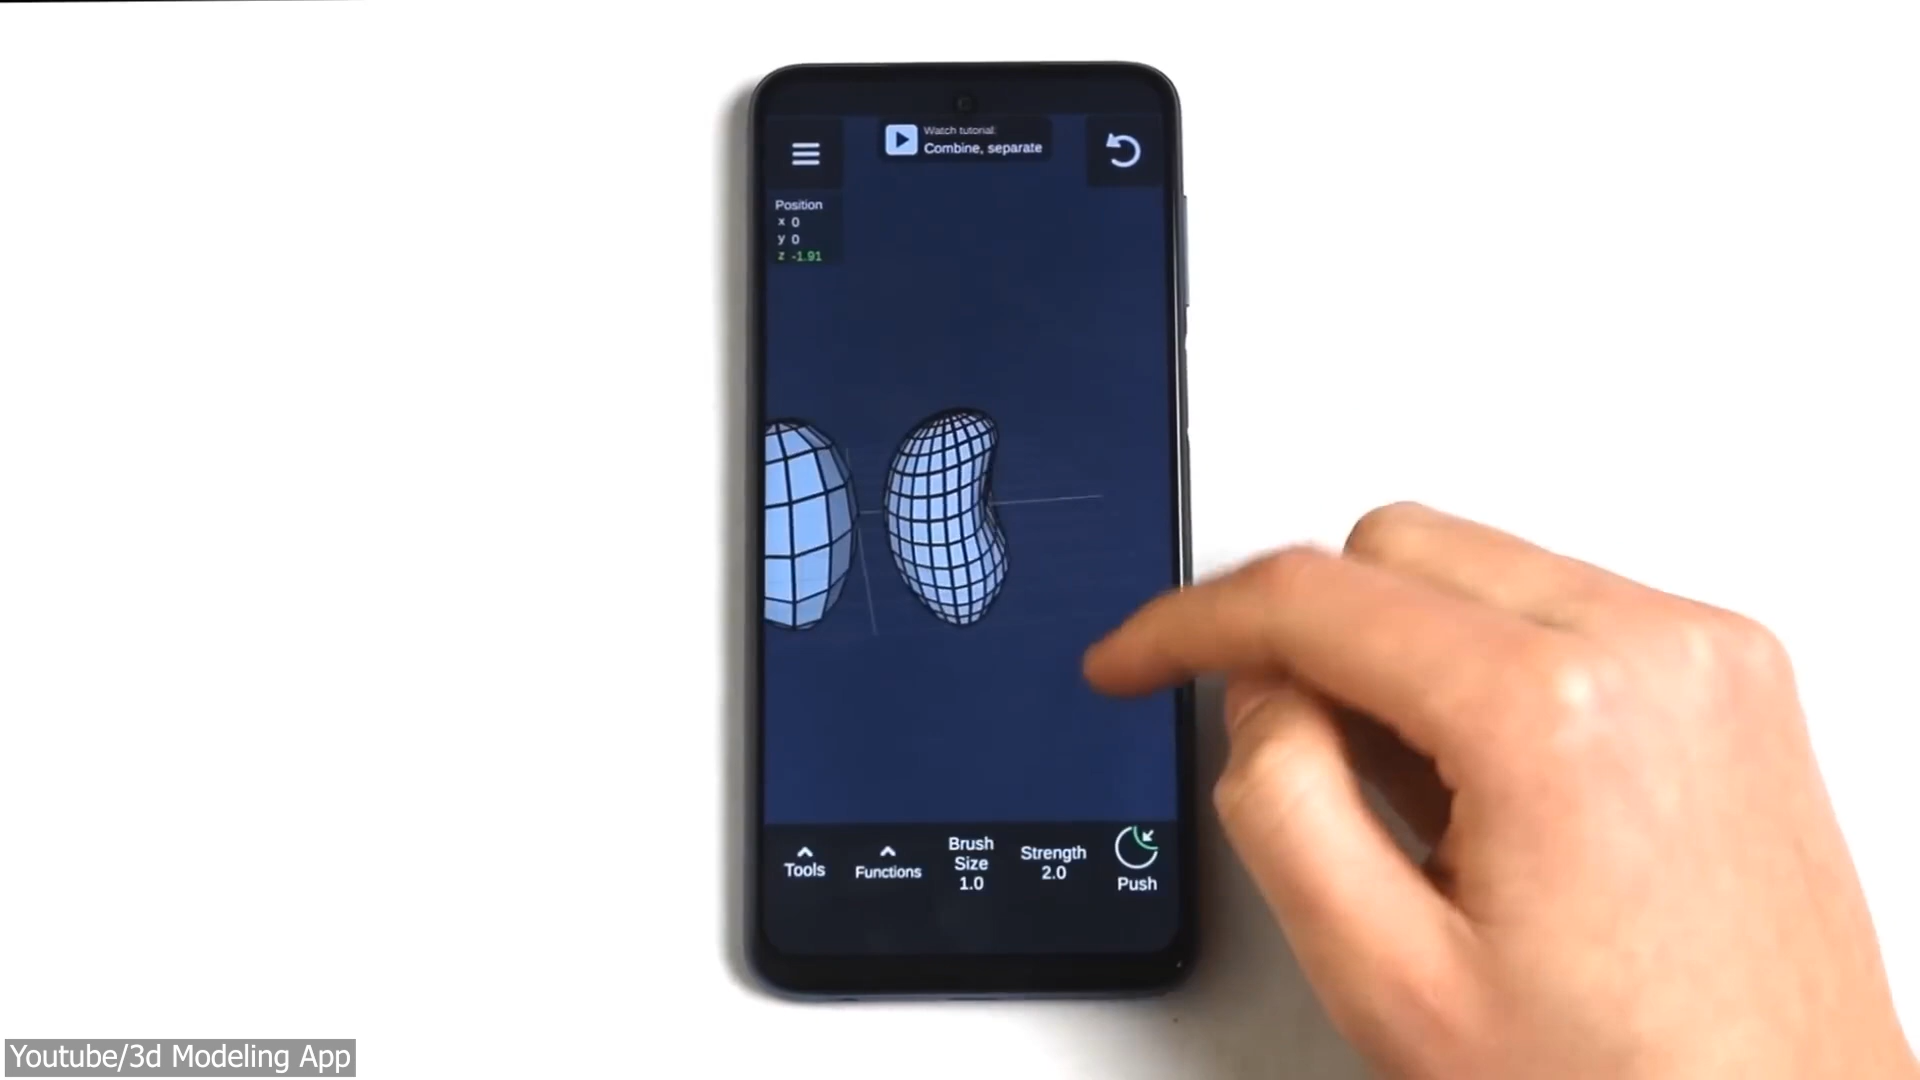 Watch tutorial:
Combine, separate
Position
x 0
y 0
z -1.91
Tools
Functions
Brush
Size
1.0
Strength
2.0
Push
Youtube/3d Modeling App